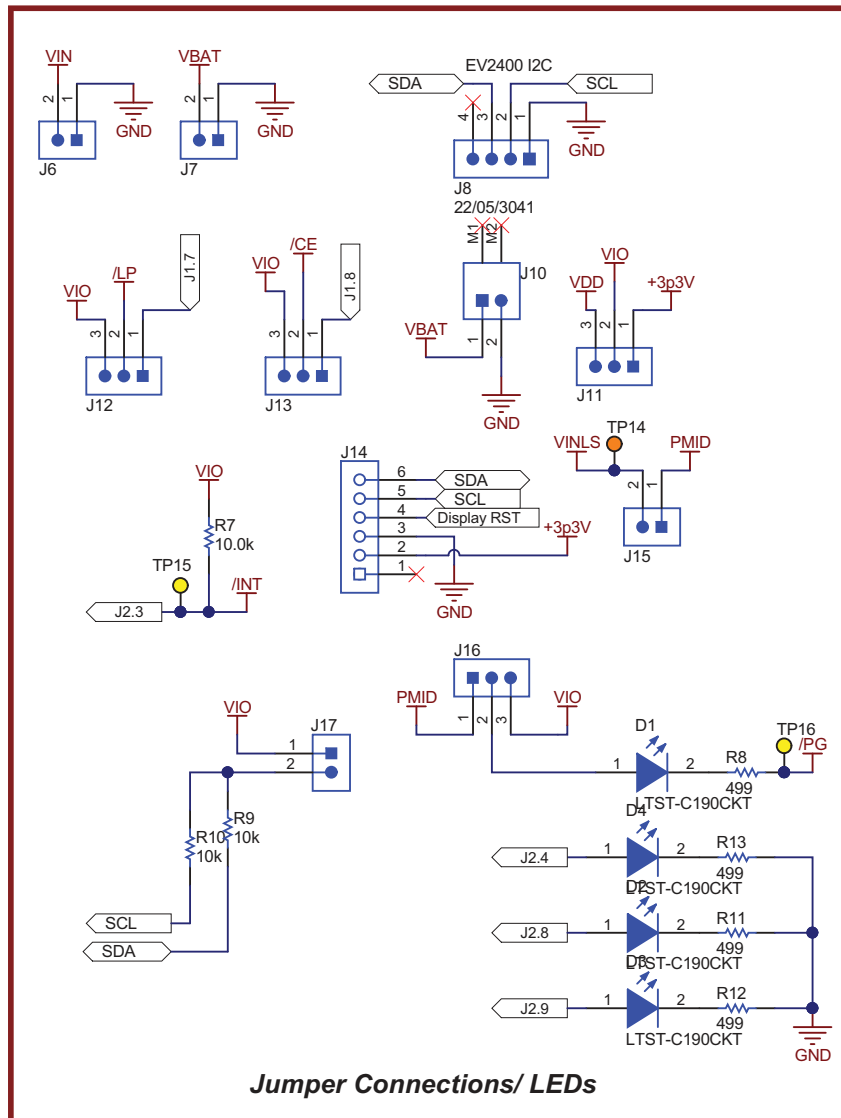 VIN
2
1
GND
J6
VBAT
2
1
GND
J7
EV2400 I2C
SDA
SCL
4
3
2
1
GND
J8
22/05/3041
M1
M2
J10
VBAT
1
2
GND
VIO
/LP
J1.7
3
2
1
J12
VIO
/CE
J1.8
3
2
1
J13
VDD
VIO
+3p3V
3
2
1
J11
TP14
VINLS
PMID
2
1
J15
VIO
R7
10.0k
TP15
/INT
J2.3
J14
6
SDA
5
SCL
4
Display RST
3
+3p3V
2
1
GND
J16
PMID
1
2
3
VIO
VIO
J17
1
2
R9
10k
R10
10k
SCL
SDA
D1
TP16
/PG
1
2
R8
499
LTST-C190CKT
D4
J2.4
1
2
R13
499
LTST-C190CKT
D2
J2.8
1
2
R11
499
LTST-C190CKT
D3
J2.9
1
2
R12
499
LTST-C190CKT
GND
Jumper Connections/ LEDs